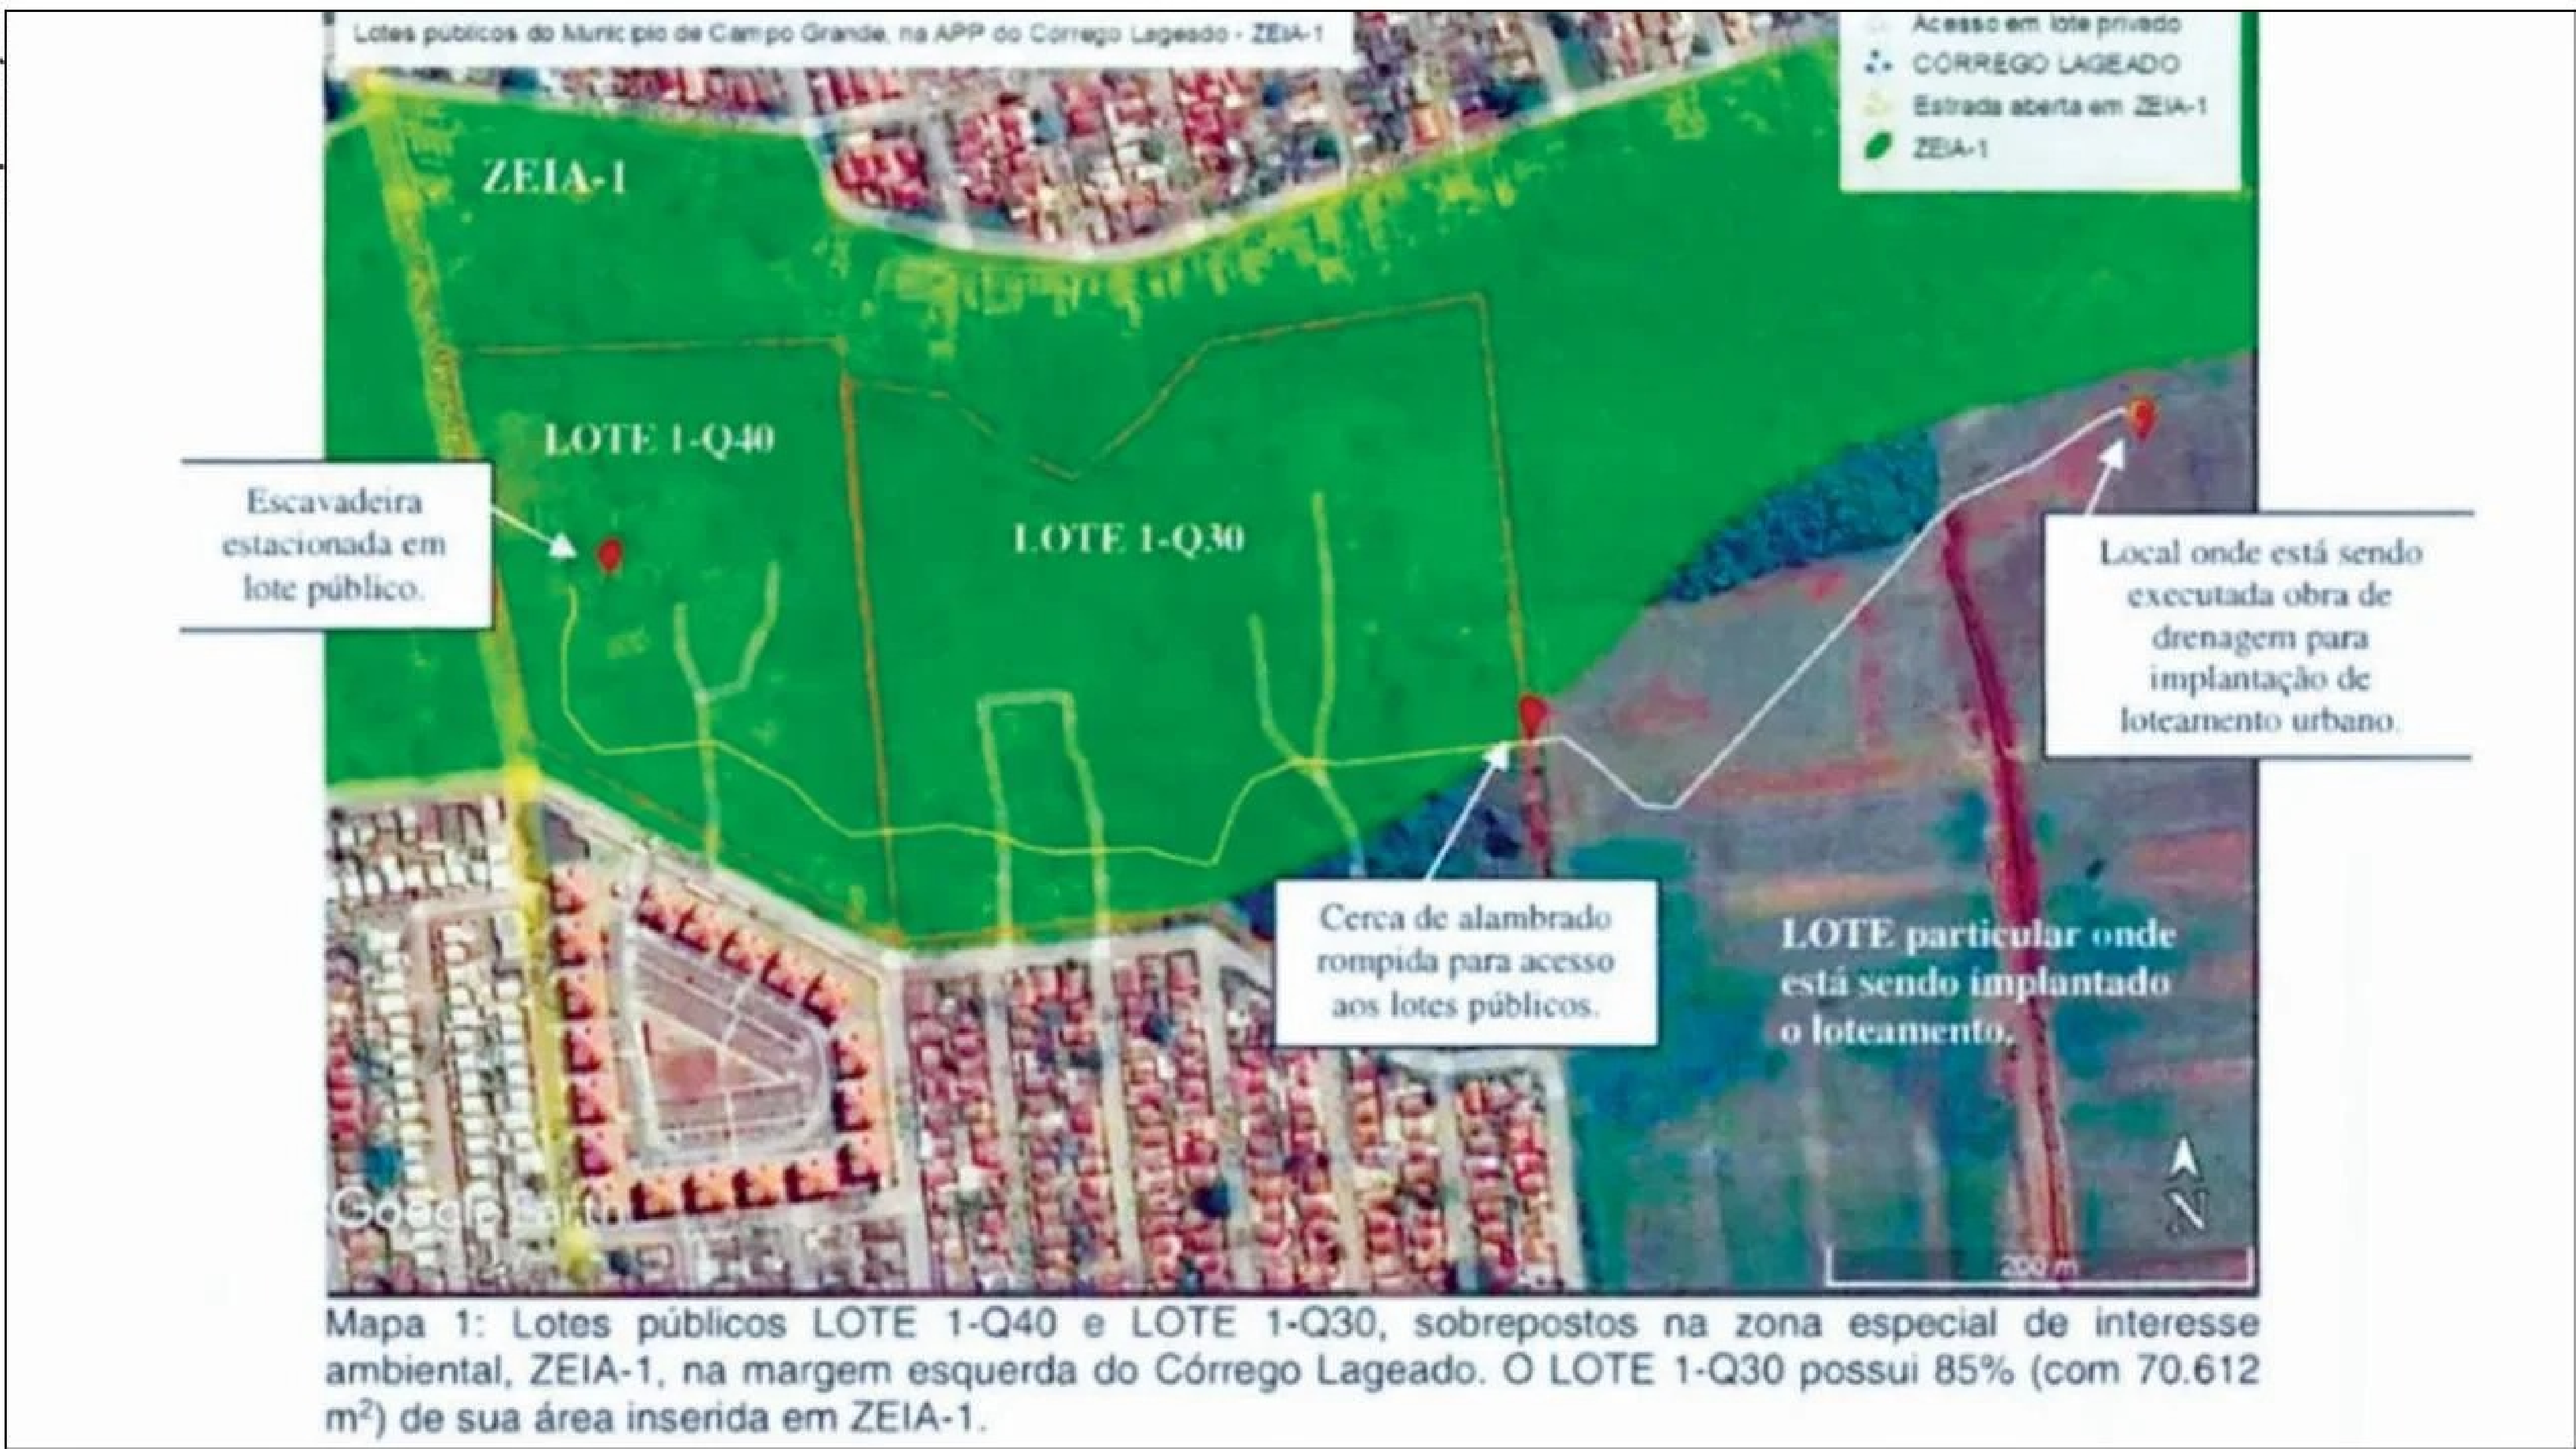 Lotes públicos do Município de Campo Grande, na APP do Córrego Lageado - ZEIA-1
Acesso em lote privado
CÓRREGO LAGEADO
Estrada aberta em ZEIA-1
ZEIA-1
ZEIA-1
LOTE 1-Q40
LOTE 1-Q30
Escavadeira
estacionada em
lote público.
Local onde está sendo
executada obra de
drenagem para
implantação de
loteamento urbano.
Cerca de alambrado
rompida para acesso
aos lotes públicos.
LOTE particular onde
está sendo implantado
o loteamento.
Google Earth
N
200 m
Mapa 1: Lotes públicos LOTE 1-Q40 e LOTE 1-Q30, sobrepostos na zona especial de interesse
ambiental, ZEIA-1, na margem esquerda do Córrego Lageado. O LOTE 1-Q30 possui 85% (com 70.612
m²) de sua área inserida em ZEIA-1.